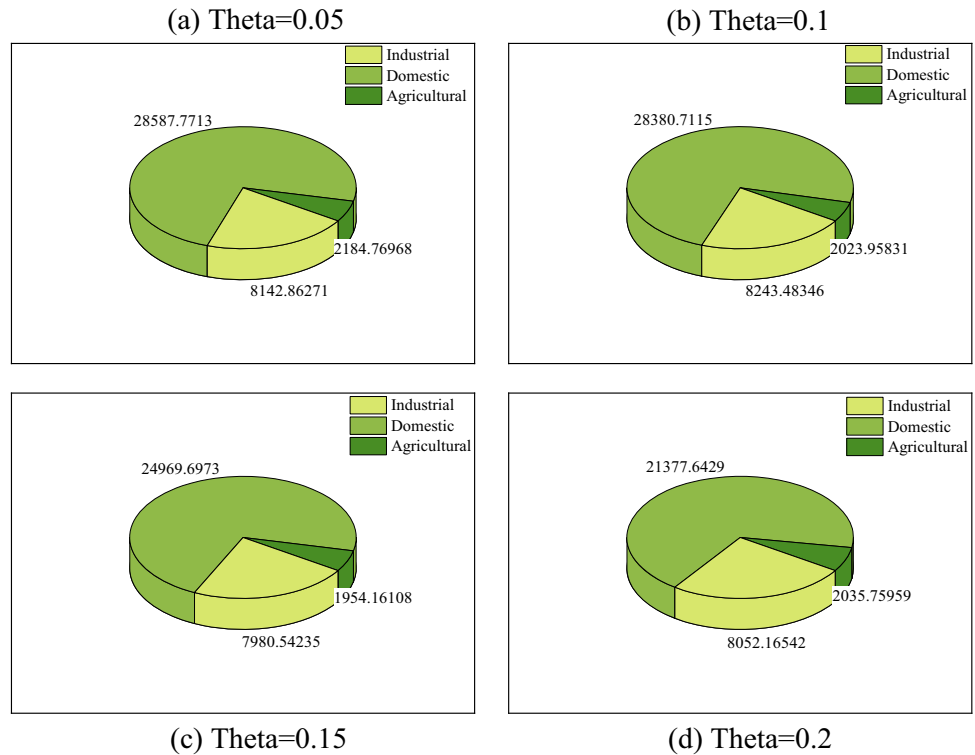 (a) Theta=0.05
(b) Theta=0.1
Industrial
Domestic
Agricultural
28587.7713
2184.76968
8142.86271
Industrial
Domestic
Agricultural
28380.7115
2023.95831
8243.48346
Industrial
Domestic
Agricultural
24969.6973
1954.16108
7980.54235
Industrial
Domestic
Agricultural
21377.6429
2035.75959
8052.16542
(c) Theta=0.15
(d) Theta=0.2